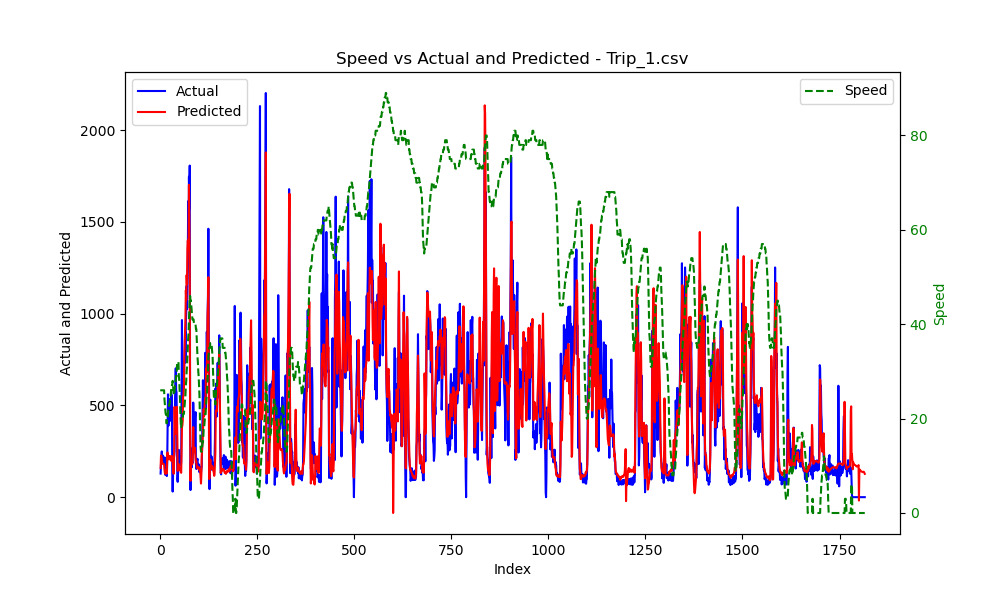 Speed vs Actual and Predicted - Trip_1.csv
Actual
Predicted
Speed
2000
1500
1000
500
0
Actual and Predicted
80
60
40
20
0
Speed
0 250 500 750 1000 1250 1500 1750
Index